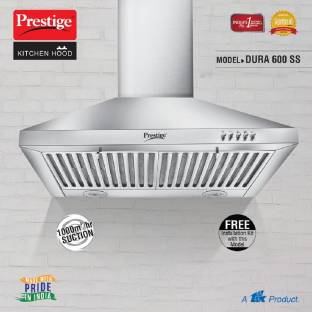 Prestige
KITCHEN HOOD
MODEL ▸ DURA 600 SS
Prestige
1000m³/hr
SUCTION
FREE
Installation Kit
with this
Model
MADE WITH
PRIDE
IN INDIA
A TTK Product.